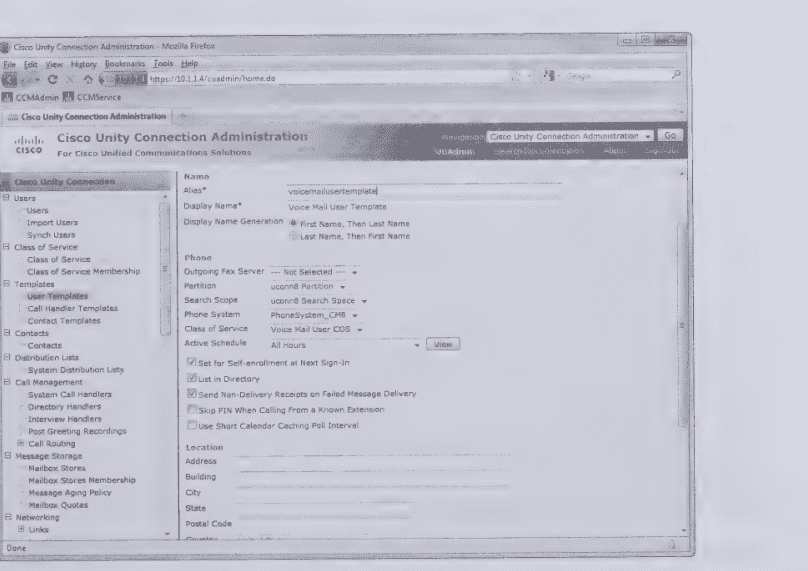 Cisco Unity Connection Administration - Mozilla Firefox
File Edit View History Bookmarks Tools Help
https://10.1.1.4/cuadmin/home.do
Google
CCMAdmin CCMService
Cisco Unity Connection Administration
CISCO
Cisco Unity Connection Administration
For Cisco Unified Communications Solutions
Navigation Cisco Unity Connection Administration Go
UCAdmin Search Documentation About Sign Out
Cisco Unity Connection
Users
Users
Import Users
Synch Users
Class of Service
Class of Service
Class of Service Membership
Templates
User Templates
Call Handler Templates
Contact Templates
Contacts
Contacts
Distribution Lists
System Distribution Lists
Call Management
System Call Handlers
Directory Handlers
Interview Handlers
Post Greeting Recordings
Call Routing
Message Storage
Mailbox Stores
Mailbox Stores Membership
Message Aging Policy
Mailbox Quotas
Networking
Links
Name
Alias* voicemailusertemplate
Display Name* Voice Mail User Template
Display Name Generation First Name, Then Last Name
Last Name, Then First Name
Phone
Outgoing Fax Server --- Not Selected ---
Partition uconn8 Partition
Search Scope uconn8 Search Space
Phone System PhoneSystem_CM8
Class of Service Voice Mail User COS
Active Schedule All Hours View
Set for Self-enrollment at Next Sign-In
List in Directory
Send Non-Delivery Receipts on Failed Message Delivery
Skip PIN When Calling From a Known Extension
Use Short Calendar Caching Poll Interval
Location
Address
Building
City
State
Postal Code
Country
Done